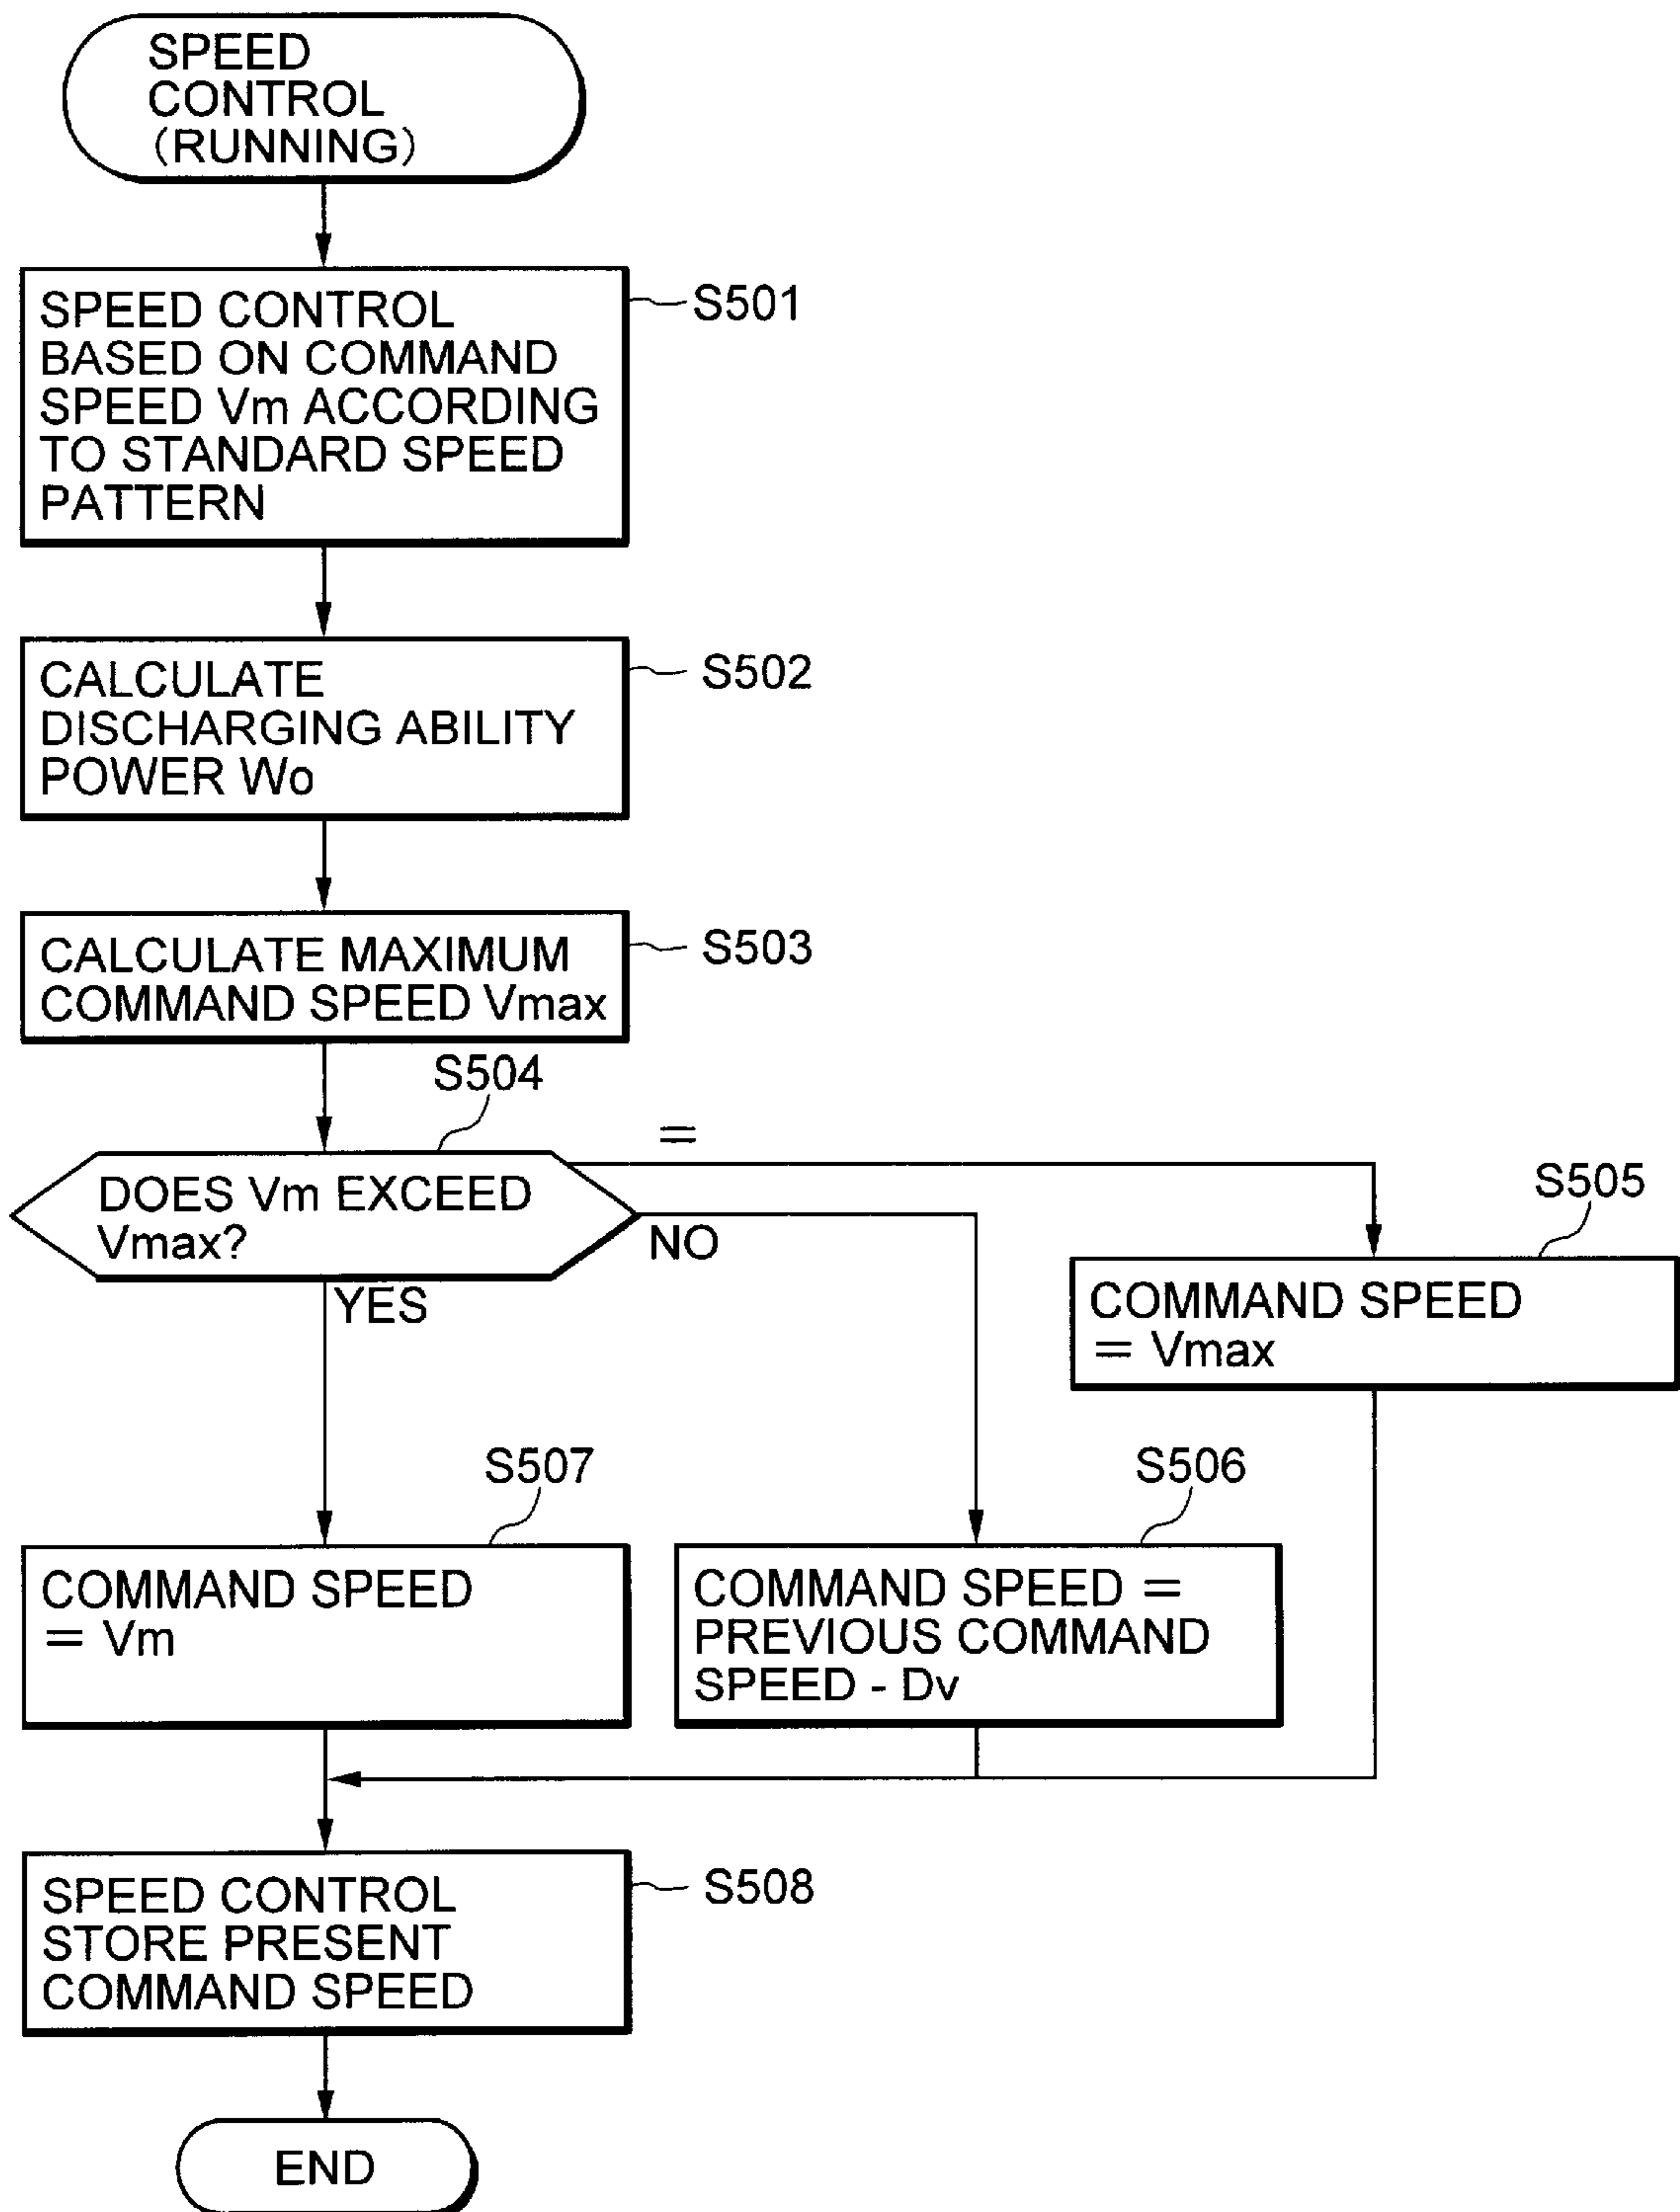 SPEED
CONTROL
(RUNNING)
SPEED CONTROL
BASED ON COMMAND
SPEED Vm ACCORDING
TO STANDARD SPEED
PATTERN
S501
CALCULATE
DISCHARGING ABILITY
POWER Wo
S502
CALCULATE MAXIMUM
COMMAND SPEED Vmax
S503
S504
DOES Vm EXCEED
Vmax?
=
NO
YES
S505
COMMAND SPEED
= Vmax
S507
COMMAND SPEED
= Vm
S506
COMMAND SPEED =
PREVIOUS COMMAND
SPEED - Dv
SPEED CONTROL
STORE PRESENT
COMMAND SPEED
S508
END